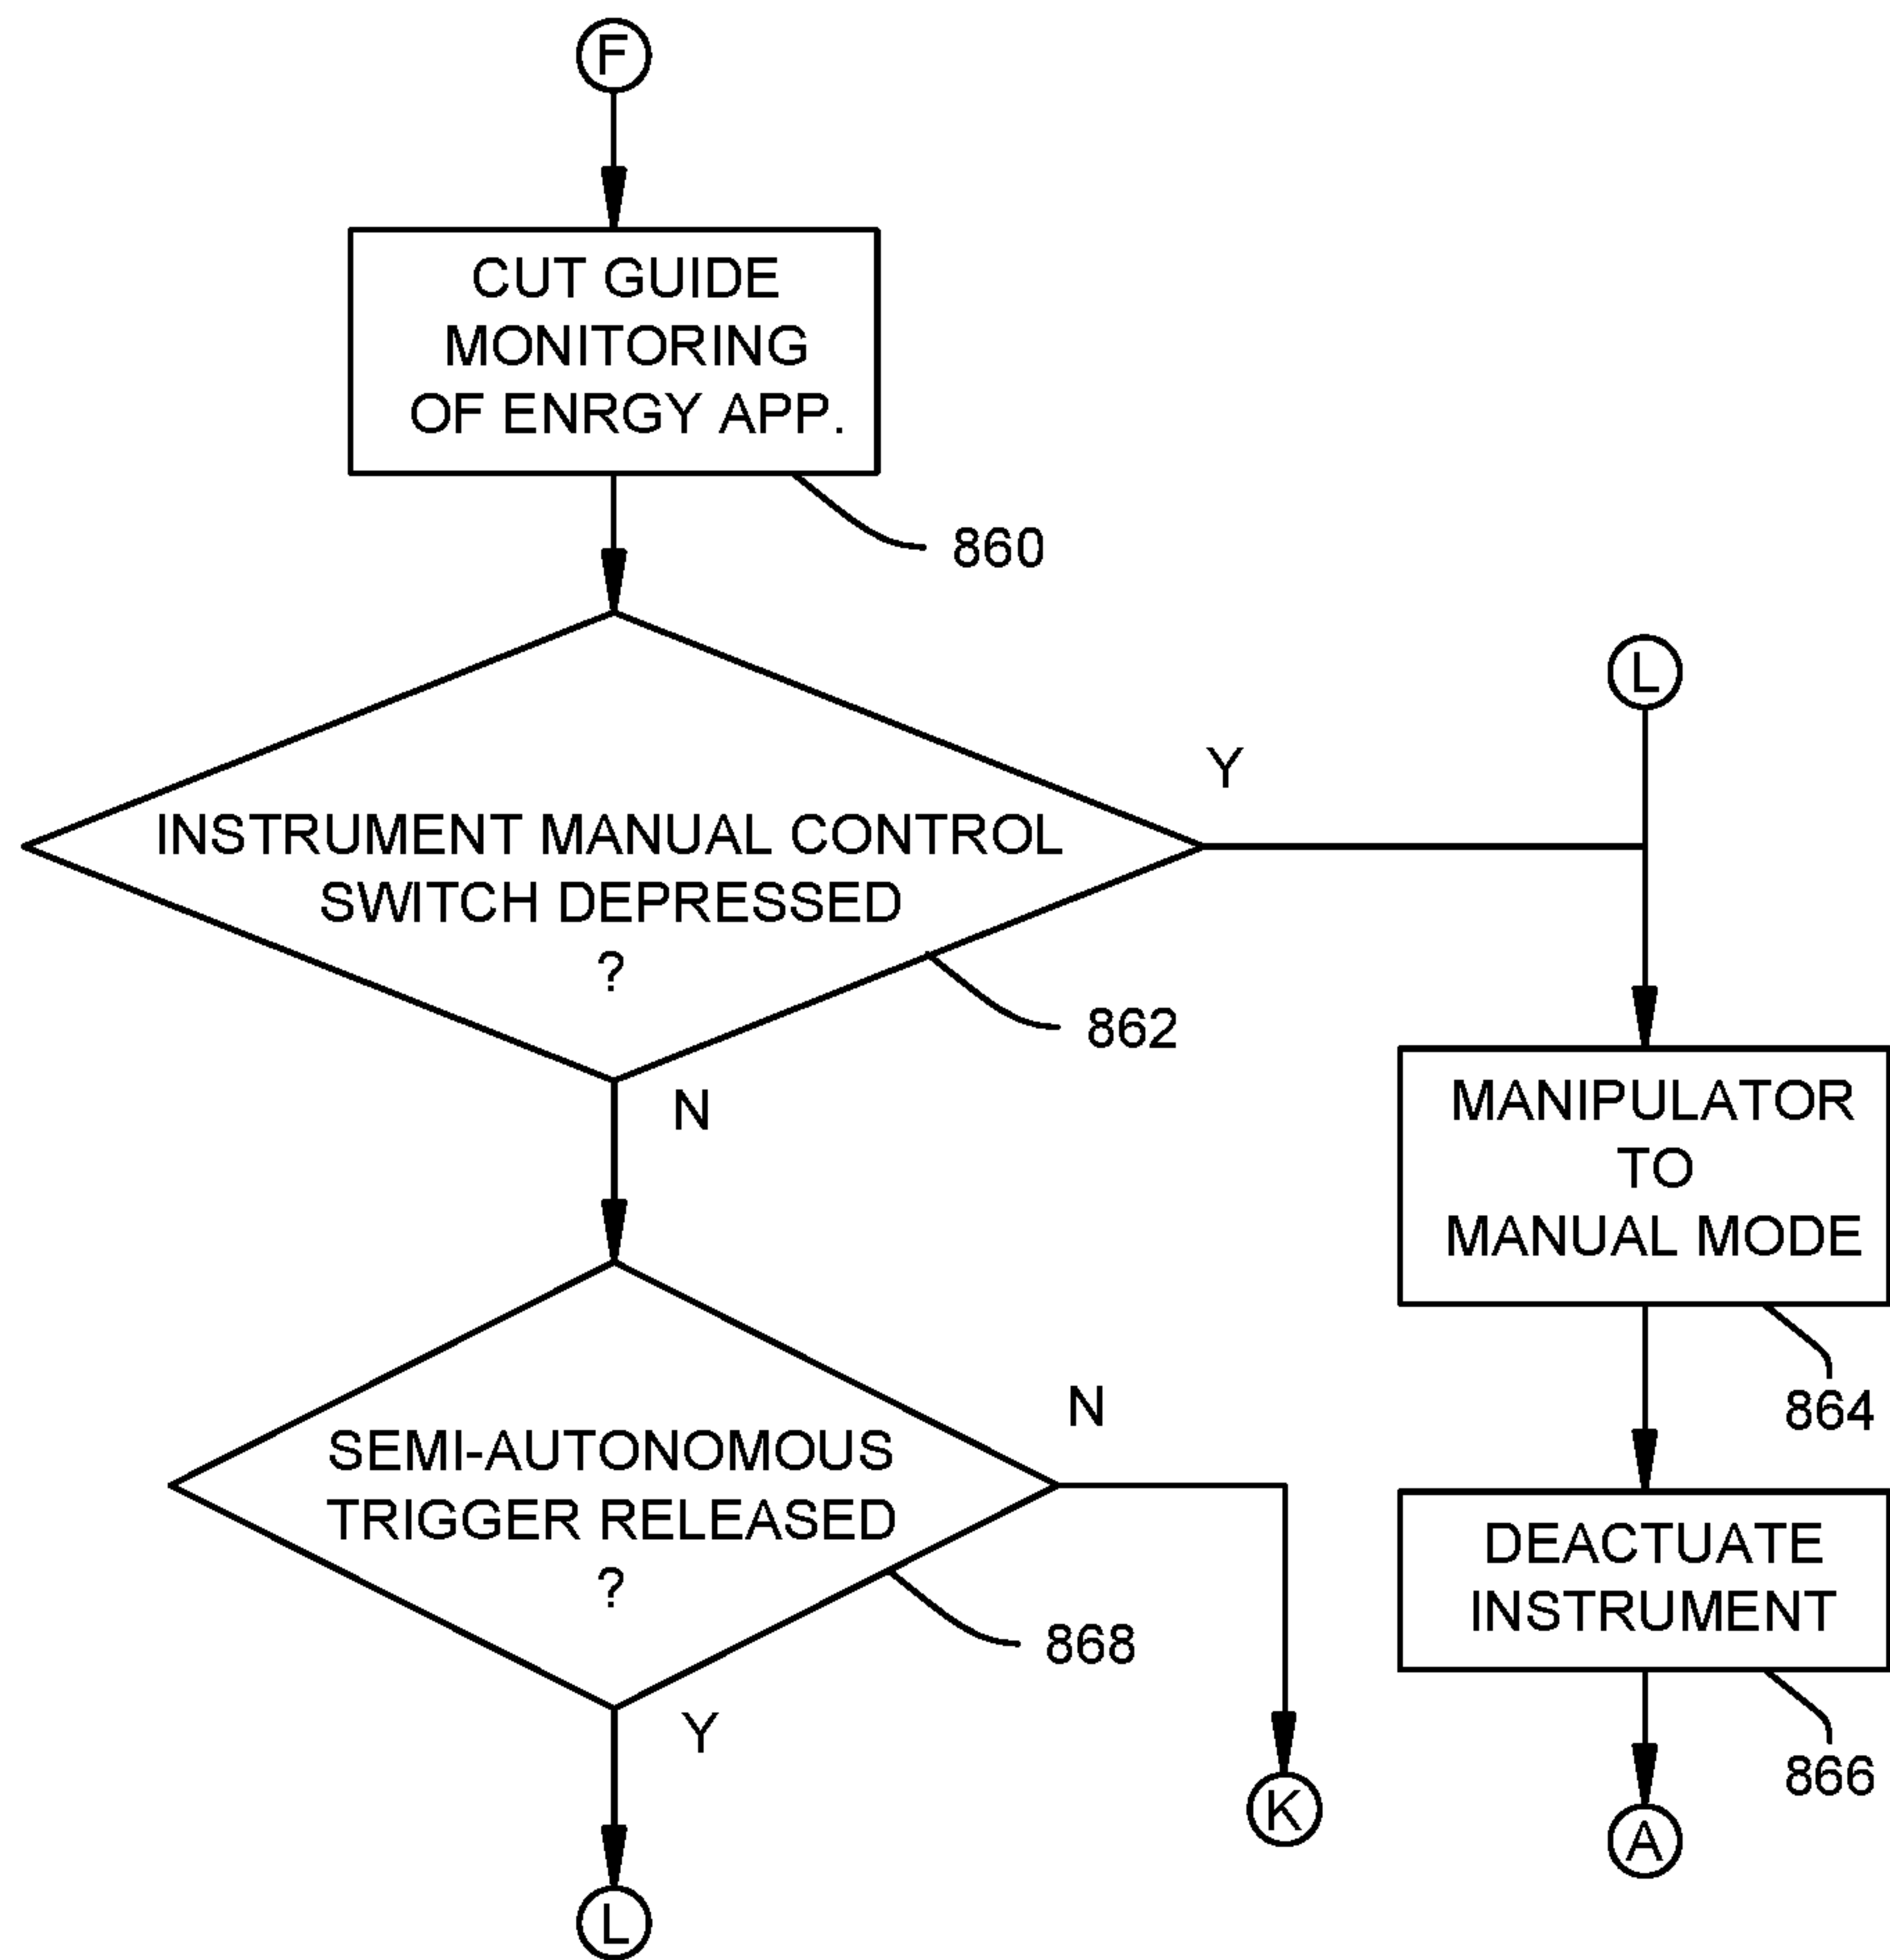 F
CUT GUIDE
MONITORING
OF ENRGY APP.
860
INSTRUMENT MANUAL CONTROL
SWITCH DEPRESSED
?
862
Y
N
L
MANIPULATOR
TO
MANUAL MODE
864
SEMI-AUTONOMOUS
TRIGGER RELEASED
?
868
N
Y
DEACTUATE
INSTRUMENT
866
K
A
L